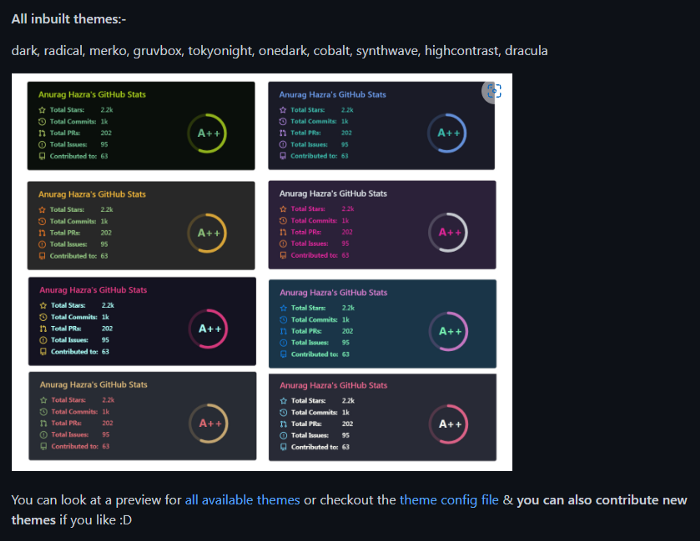 All inbuilt themes:-
dark, radical, merko, gruvbox, tokyonight, onedark, cobalt, synthwave, highcontrast, dracula
Anurag Hazra's GitHub Stats
Total Stars: 2.2k
Total Commits: 1k
Total PRs: 202
Total Issues: 95
Contributed to: 63
A++
Anurag Hazra's GitHub Stats
Total Stars: 2.2k
Total Commits: 1k
Total PRs: 202
Total Issues: 95
Contributed to: 63
A++
Anurag Hazra's GitHub Stats
Total Stars: 2.2k
Total Commits: 1k
Total PRs: 202
Total Issues: 95
Contributed to: 63
A++
Anurag Hazra's GitHub Stats
Total Stars: 2.2k
Total Commits: 1k
Total PRs: 202
Total Issues: 95
Contributed to: 63
A++
Anurag Hazra's GitHub Stats
Total Stars: 2.2k
Total Commits: 1k
Total PRs: 202
Total Issues: 95
Contributed to: 63
A++
Anurag Hazra's GitHub Stats
Total Stars: 2.2k
Total Commits: 1k
Total PRs: 202
Total Issues: 95
Contributed to: 63
A++
Anurag Hazra's GitHub Stats
Total Stars: 2.2k
Total Commits: 1k
Total PRs: 202
Total Issues: 95
Contributed to: 63
A++
Anurag Hazra's GitHub Stats
Total Stars: 2.2k
Total Commits: 1k
Total PRs: 202
Total Issues: 95
Contributed to: 63
A++
You can look at a preview for all available themes or checkout the theme config file & you can also contribute new
themes if you like :D